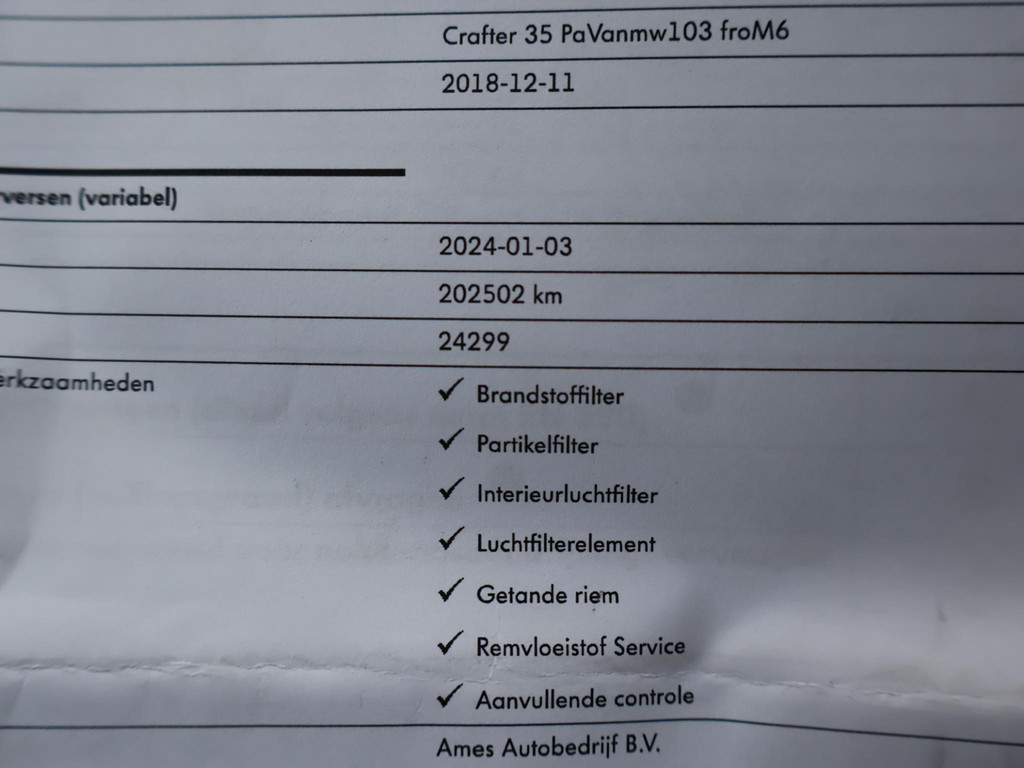 Crafter 35 PaVanmw103 froM6
2018-12-11
versen (variabel)
2024-01-03
202502 km
24299
erkzaamheden
✓ Brandstoffilter
✓ Partikelfilter
✓ Interieurluchtfilter
✓ Luchtfilterelement
✓ Getande riem
✓ Remvloeistof Service
✓ Aanvullende controle
Ames Autobedrijf B.V.